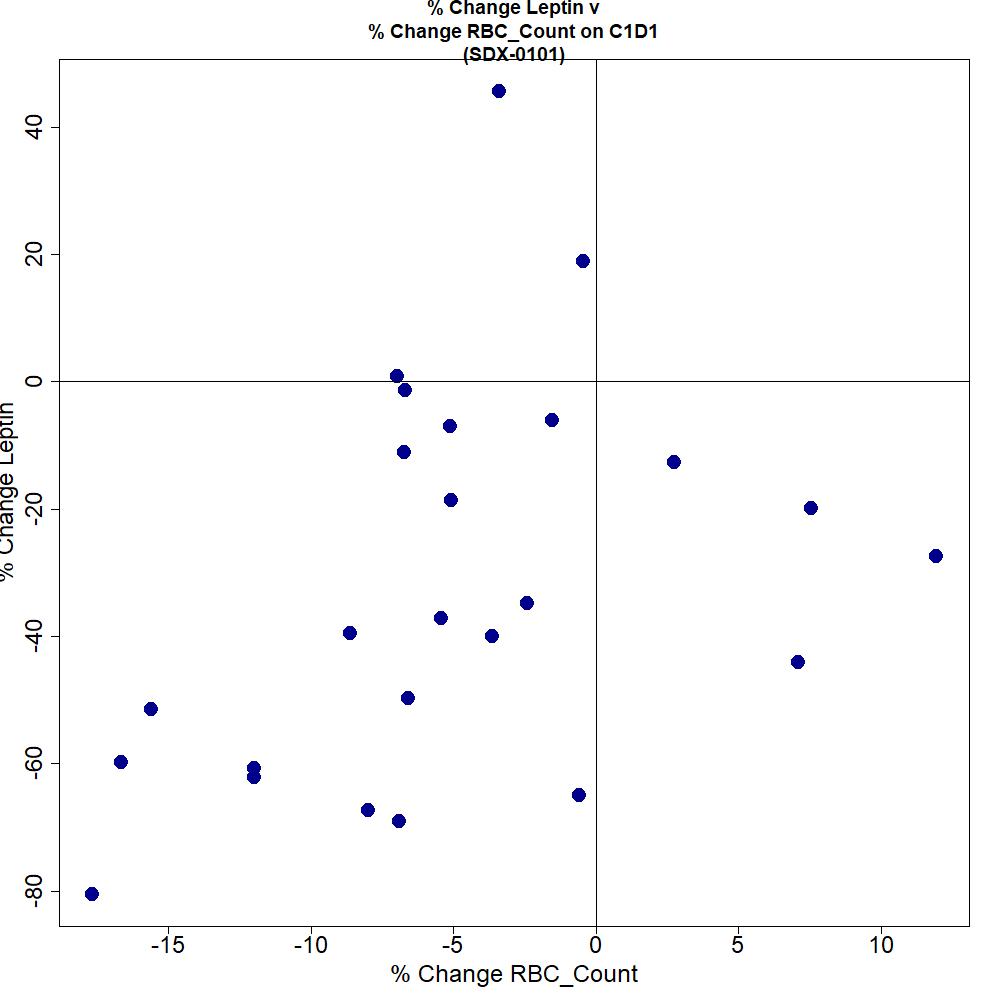 % Change Leptin v
% Change RBC_Count on C1D1
(SDX-0101)
% Change Leptin
40
20
0
-20
-40
-60
-80
-15
-10
-5
0
5
10
% Change RBC_Count